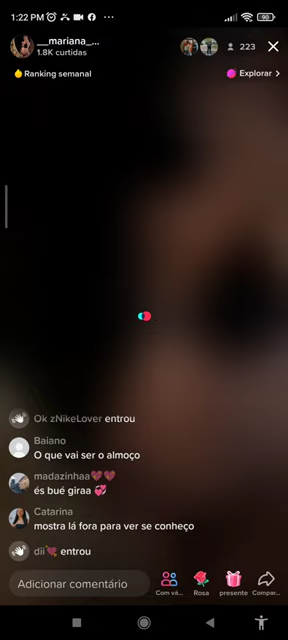 1:22 PM
90
__mariana_...
1.8K curtidas
223
Ranking semanal
Explorar
Ok zNikeLover entrou
Baiano
O que vai ser o almoço
madazinhaa💔💔
és bué giraa 💞
Catarina
mostra lá fora para ver se conheço
dii💘 entrou
Adicionar comentário
Com vá...
Rosa
presente
Compar...